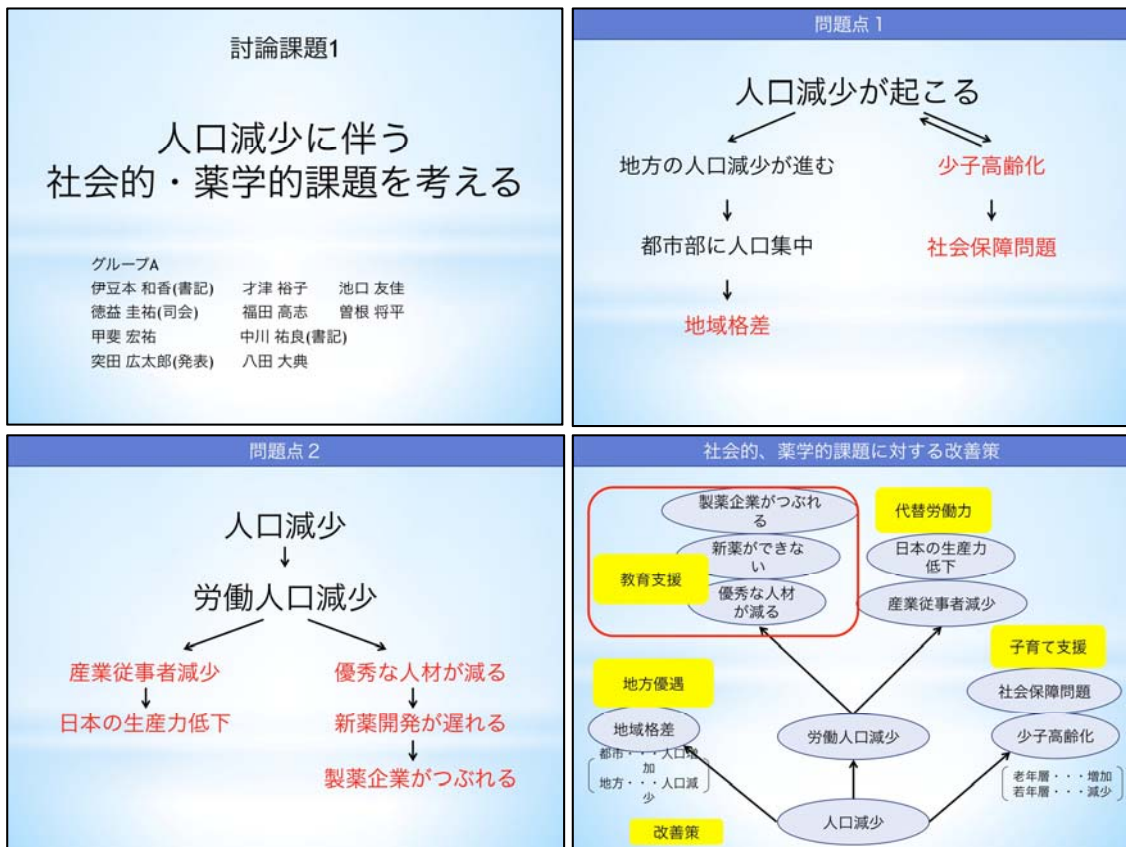 討論課題1
人口減少に伴う
社会的・薬学的課題を考える
グループA
伊豆本 和香(書記) 才津 裕子 池口 友佳
徳益 圭祐(司会) 福田 高志 曽根 将平
甲斐 宏祐 中川 祐良(書記)
突田 広太郎(発表) 八田 大典
問題点1
人口減少が起こる
地方の人口減少が進む 少子高齢化
都市部に人口集中 社会保障問題
地域格差
問題点2
人口減少
労働人口減少
産業従事者減少 優秀な人材が減る
日本の生産力低下 新薬開発が遅れる
製薬企業がつぶれる
社会的、薬学的課題に対する改善策
製薬企業がつぶれ
る
新薬ができな
い
教育支援
優秀な人材
が減る
代替労働力
日本の生産力
低下
産業従事者減少
子育て支援
社会保障問題
少子高齢化
老年層・・・増加
若年層・・・減少
地方優遇
地域格差
都市・・・人口増
加
地方・・・人口減
少
労働人口減少
人口減少
改善策